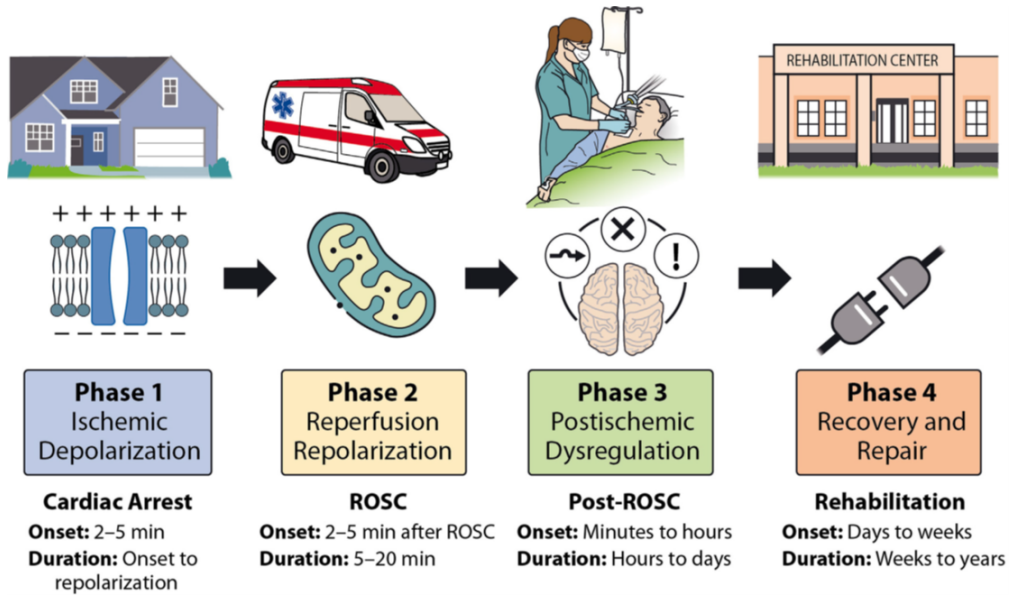 REHABILITATION CENTER
+ + + + + +
− − − − − −
!
Phase 1
Ischemic
Depolarization
Cardiac Arrest
Onset: 2–5 min
Duration: Onset to
repolarization
Phase 2
Reperfusion
Repolarization
ROSC
Onset: 2–5 min after ROSC
Duration: 5–20 min
Phase 3
Postischemic
Dysregulation
Post-ROSC
Onset: Minutes to hours
Duration: Hours to days
Phase 4
Recovery and
Repair
Rehabilitation
Onset: Days to weeks
Duration: Weeks to years